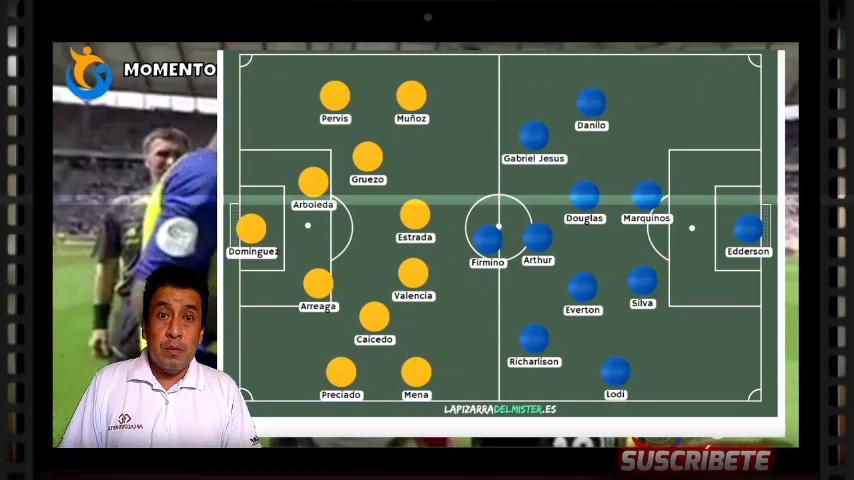 MOMENTO
Pervis
Muñoz
Danilo
Gabriel Jesus
Gruezo
Arboleda
Douglas
Marquinos
Estrada
Dominguez
Firmino
Arthur
Edderson
Arreaga
Valencia
Everton
Silva
Caicedo
Richarlison
Preciado
Mena
Lodi
LAPIZARRADELMISTER.ES
SUSCRÍBETE